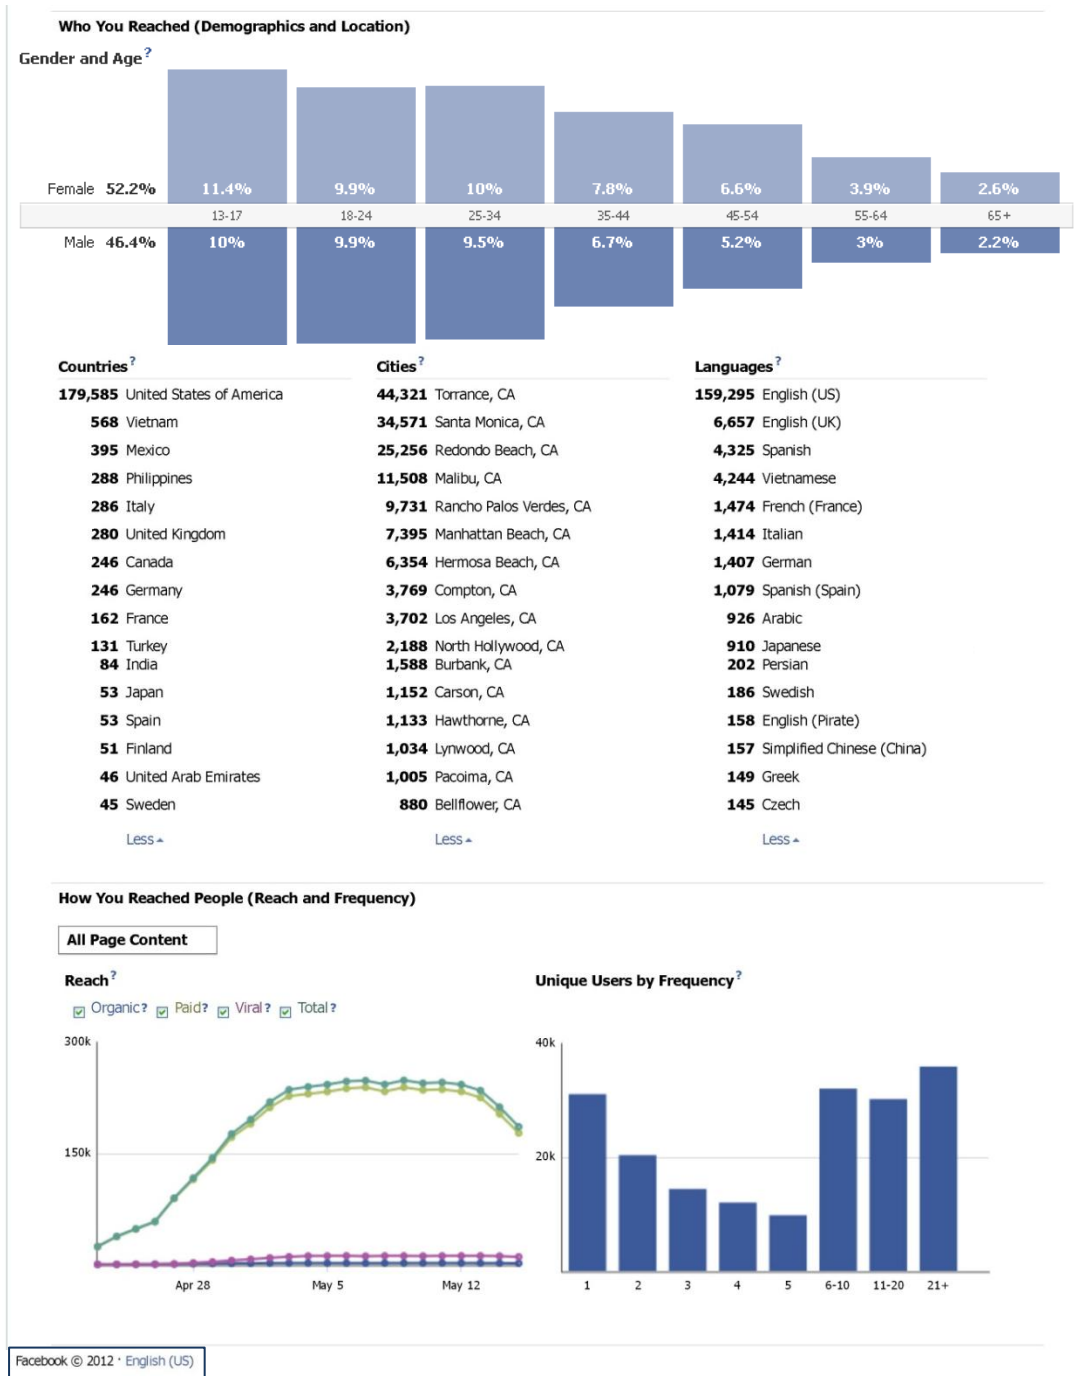 Who You Reached (Demographics and Location)
Gender and Age?
Female 52.2% 11.4% 9.9% 10% 7.8% 6.6% 3.9% 2.6%
13-17 18-24 25-34 35-44 45-54 55-64 65+
Male 46.4% 10% 9.9% 9.5% 6.7% 5.2% 3% 2.2%
Countries?
179,585 United States of America
568 Vietnam
395 Mexico
288 Philippines
286 Italy
280 United Kingdom
246 Canada
246 Germany
162 France
131 Turkey
84 India
53 Japan
53 Spain
51 Finland
46 United Arab Emirates
45 Sweden
Less
Cities?
44,321 Torrance, CA
34,571 Santa Monica, CA
25,256 Redondo Beach, CA
11,508 Malibu, CA
9,731 Rancho Palos Verdes, CA
7,395 Manhattan Beach, CA
6,354 Hermosa Beach, CA
3,769 Compton, CA
3,702 Los Angeles, CA
2,188 North Hollywood, CA
1,588 Burbank, CA
1,152 Carson, CA
1,133 Hawthorne, CA
1,034 Lynwood, CA
1,005 Pacoima, CA
880 Bellflower, CA
Less
Languages?
159,295 English (US)
6,657 English (UK)
4,325 Spanish
4,244 Vietnamese
1,474 French (France)
1,414 Italian
1,407 German
1,079 Spanish (Spain)
926 Arabic
910 Japanese
202 Persian
186 Swedish
158 English (Pirate)
157 Simplified Chinese (China)
149 Greek
145 Czech
Less
How You Reached People (Reach and Frequency)
All Page Content
Reach?
Organic? Paid? Viral? Total?
300k
150k
Apr 28 May 5 May 12
Unique Users by Frequency?
40k
20k
1 2 3 4 5 6-10 11-20 21+
Facebook © 2012 · English (US)